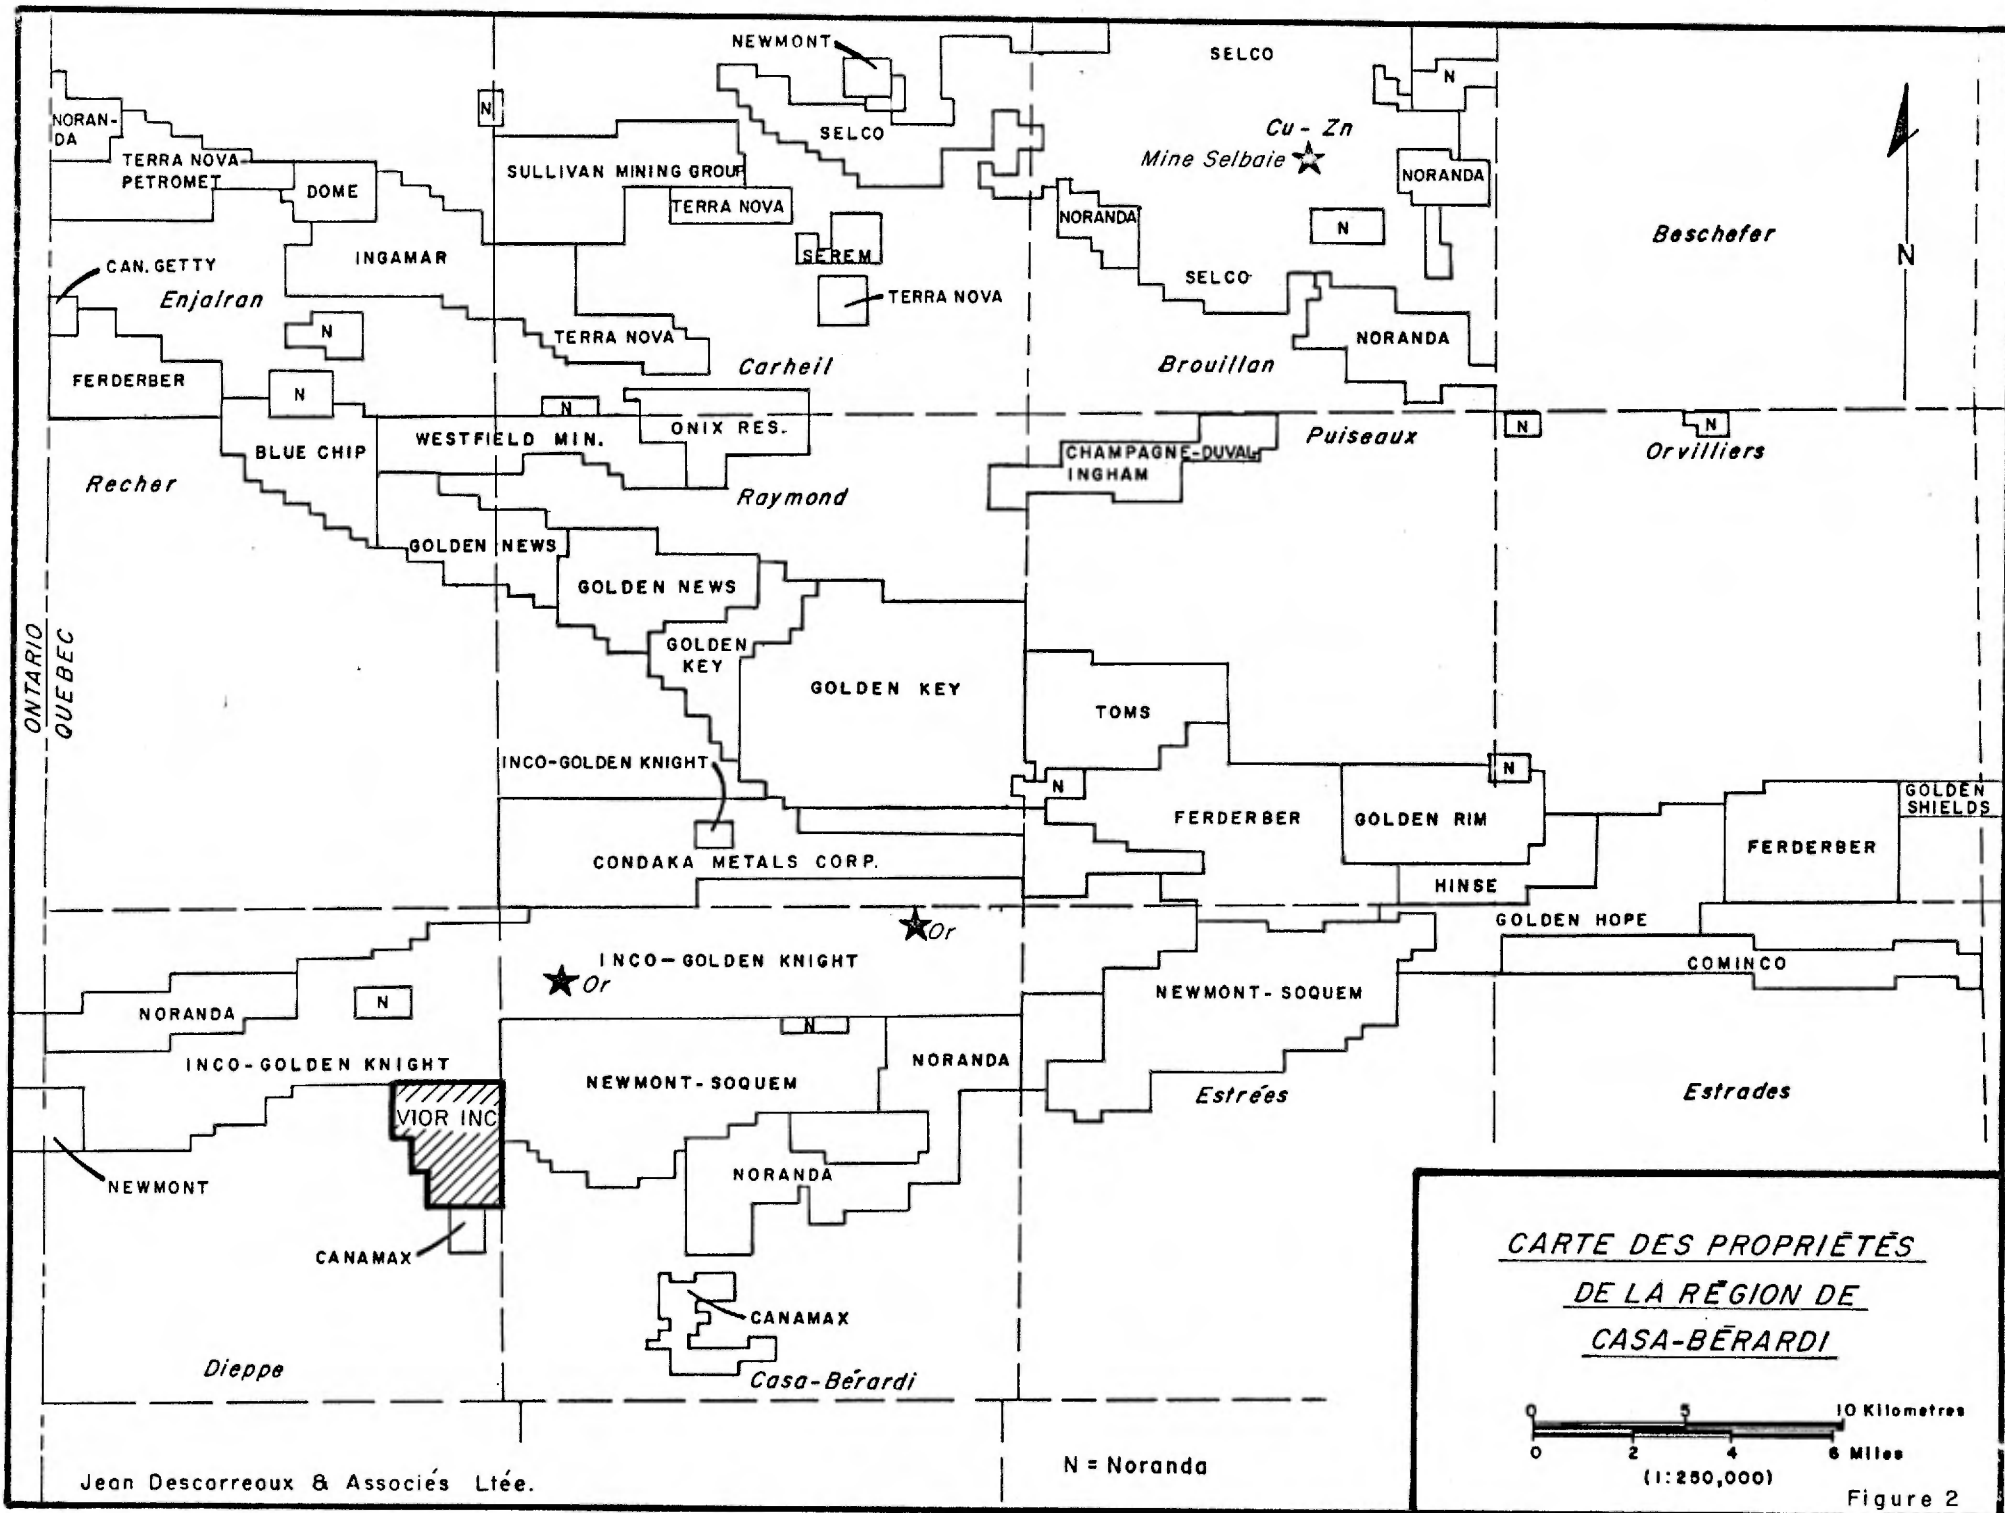 NEWMONT
SELCO
N
N
NORAN-
DA
SELCO
Cu - Zn
TERRA NOVA
PETROMET
DOME
SULLIVAN MINING GROUP
Mine Selbaie
NORANDA
TERRA NOVA
NORANDA
N
Beschefer
N
INGAMAR
SEREM
CAN. GETTY
Enjalran
SELCO
TERRA NOVA
N
TERRA NOVA
NORANDA
Carheil
Brouillan
FERDERBER
N
N
ONIX RES.
N
N
WESTFIELD MIN.
Puiseaux
BLUE CHIP
CHAMPAGNE-DUVAL
INGHAM
Orvilliers
Recher
Raymond
GOLDEN NEWS
GOLDEN NEWS
ONTARIO
QUEBEC
GOLDEN
KEY
GOLDEN KEY
TOMS
INCO-GOLDEN KNIGHT
N
N
GOLDEN
SHIELDS
FERDERBER
GOLDEN RIM
FERDERBER
CONDAKA METALS CORP.
HINSE
GOLDEN HOPE
Or
INCO-GOLDEN KNIGHT
COMINCO
Or
NEWMONT-SOQUEM
N
NORANDA
N
INCO-GOLDEN KNIGHT
NORANDA
NEWMONT-SOQUEM
Estrées
Estrades
VIOR INC
NORANDA
NEWMONT
CANAMAX
CANAMAX
Dieppe
Casa-Bérardi
CARTE DES PROPRIÉTÉS
DE LA RÉGION DE
CASA-BÉRARDI
0 5 10 Kilometres
0 2 4 6 Miles
(1:250,000)
N = Noranda
Jean Descarreaux & Associés Ltée.
Figure 2